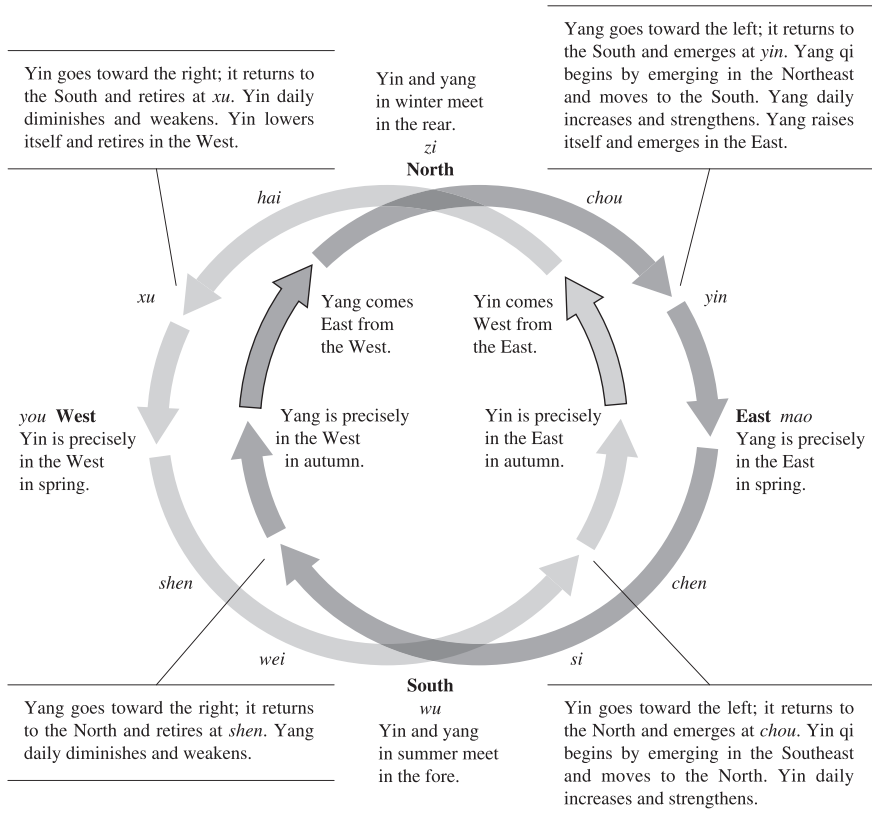 Yin goes toward the right; it returns to
the South and retires at xu. Yin daily
diminishes and weakens. Yin lowers
itself and retires in the West.
Yin and yang
in winter meet
in the rear.
zi
North
Yang goes toward the left; it returns to
the South and emerges at yin. Yang qi
begins by emerging in the Northeast
and moves to the South. Yang daily
increases and strengthens. Yang raises
itself and emerges in the East.
hai
chou
xu
yin
Yang comes
East from
the West.
Yin comes
West from
the East.
you West
Yin is precisely
in the West
in spring.
Yang is precisely
in the West
in autumn.
Yin is precisely
in the East
in autumn.
East mao
Yang is precisely
in the East
in spring.
shen
chen
wei
si
South
wu
Yin and yang
in summer meet
in the fore.
Yang goes toward the right; it returns
to the North and retires at shen. Yang
daily diminishes and weakens.
Yin goes toward the left; it returns to
the North and emerges at chou. Yin qi
begins by emerging in the Southeast
and moves to the North. Yin daily
increases and strengthens.